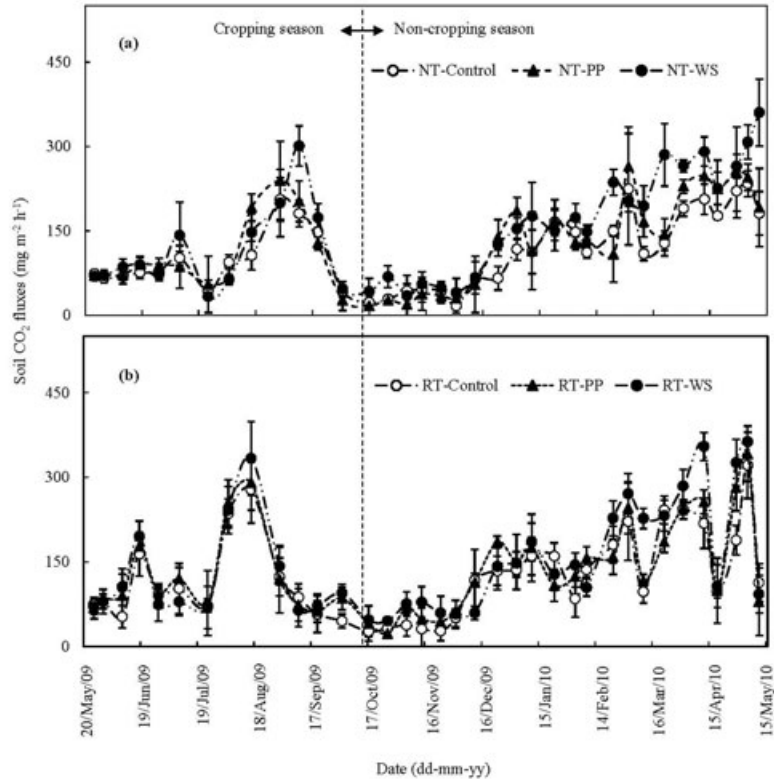 Cropping season Non-cropping season
(a)
NT-Control NT-PP NT-WS
450
300
150
0
Soil CO2 fluxes (mg m-2 h-1)
(b)
RT-Control RT-PP RT-WS
450
300
150
0
20/May/09 19/Jun/09 19/Jul/09 18/Aug/09 17/Sep/09 17/Oct/09 16/Nov/09 16/Dec/09 15/Jan/10 14/Feb/10 16/Mar/10 15/Apr/10 15/May/10
Date (dd-mm-yy)